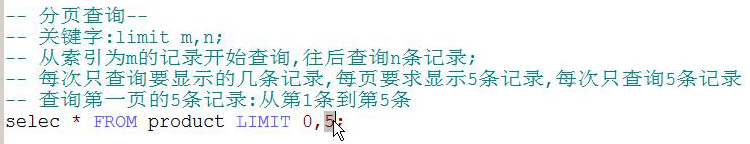 -- 分页查询--
-- 关键字:limit m,n;
-- 从索引为m的记录开始查询,往后查询n条记录;
-- 每次只查询要显示的几条记录,每页要求显示5条记录,每次只查询5条记录
-- 查询第一页的5条记录:从第1条到第5条
selec * FROM product LIMIT 0,5;